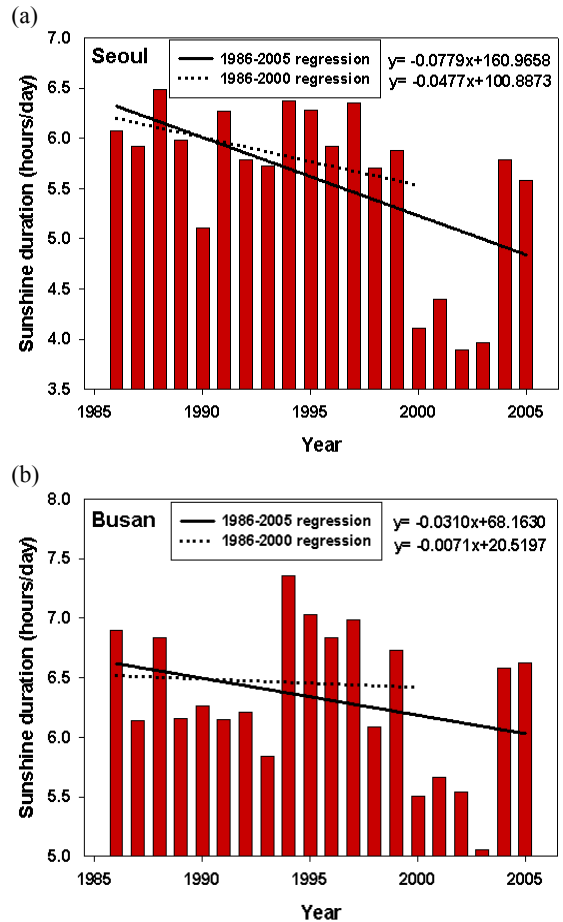 (a)
7.0
Seoul
1986-2005 regression y= -0.0779x+160.9658
1986-2000 regression y= -0.0477x+100.8873
6.5
6.0
5.5
5.0
4.5
4.0
3.5
Sunshine duration (hours/day)
1985 1990 1995 2000 2005
Year
(b)
8.0
Busan
1986-2005 regression y= -0.0310x+68.1630
1986-2000 regression y= -0.0071x+20.5197
7.5
7.0
6.5
6.0
5.5
5.0
Sunshine duration (hours/day)
1985 1990 1995 2000 2005
Year